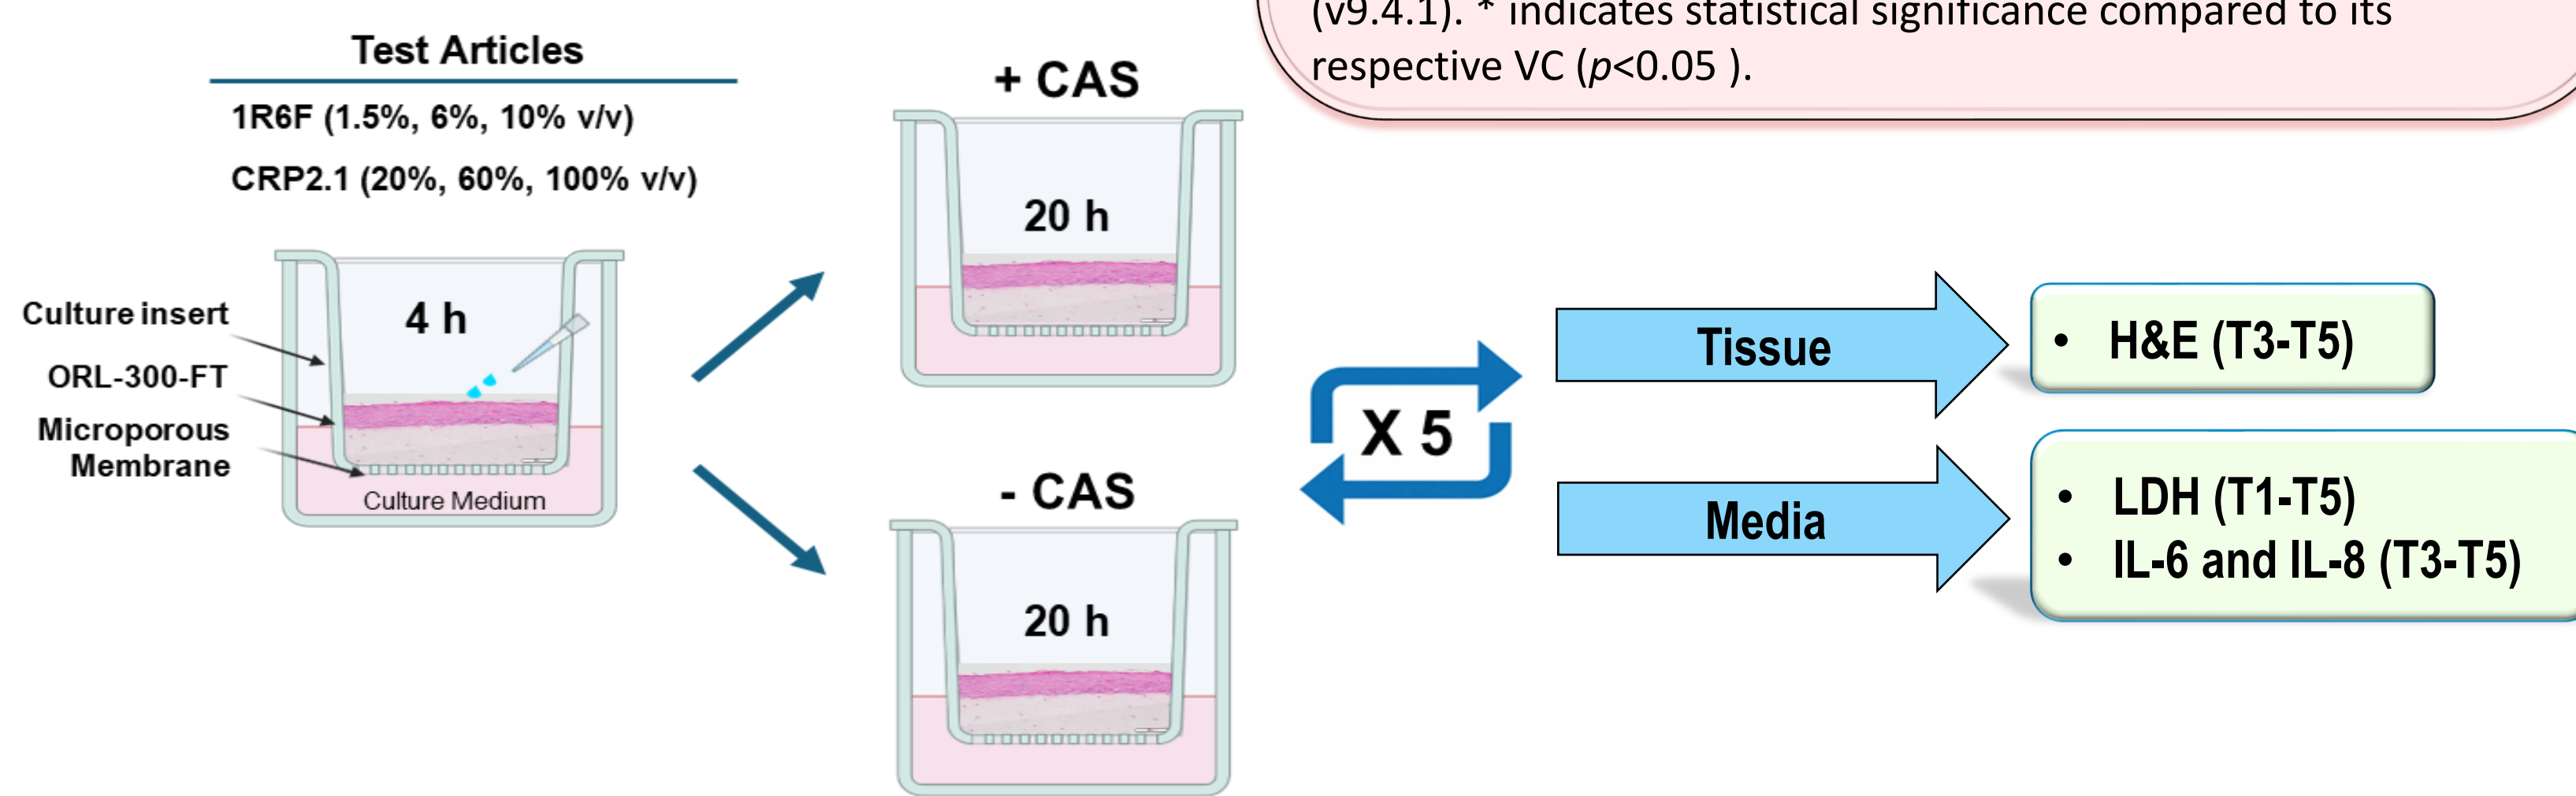 (v9.4.1). * indicates statistical significance compared to its
respective VC (p<0.05 ).
Test Articles
1R6F (1.5%, 6%, 10% v/v)
CRP2.1 (20%, 60%, 100% v/v)
4 h
Culture insert
ORL-300-FT
Microporous
Membrane
Culture Medium
+ CAS
20 h
- CAS
20 h
X 5
Tissue
• H&E (T3-T5)
Media
• LDH (T1-T5)
• IL-6 and IL-8 (T3-T5)